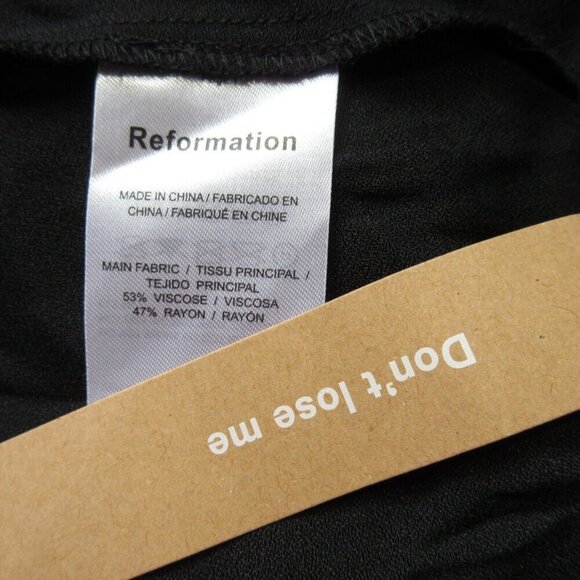 Reformation
MADE IN CHINA / FABRICADO EN
CHINA / FABRIQUÉ EN CHINE
MAIN FABRIC / TISSU PRINCIPAL /
TEJIDO PRINCIPAL
53% VISCOSE / VISCOSA
47% RAYON / RAYÓN
Don't lose me